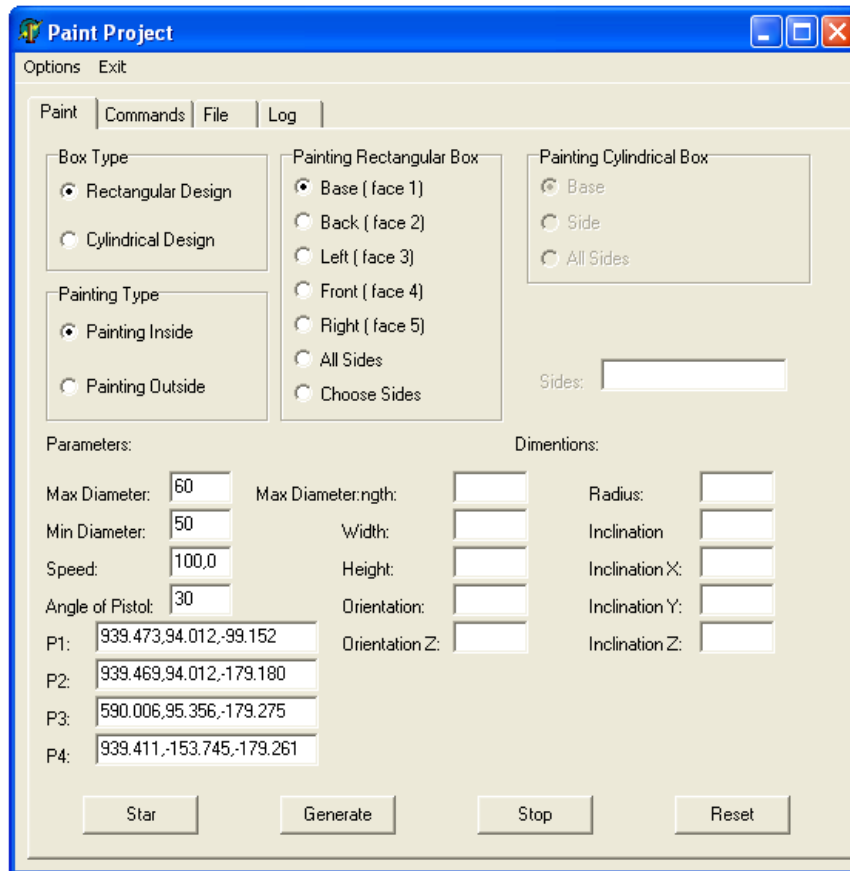 Paint Project
Options Exit
Paint Commands File Log
Box Type
Rectangular Design
Cylindrical Design
Painting Type
Painting Inside
Painting Outside
Painting Rectangular Box
Base ( face 1)
Back ( face 2)
Left ( face 3)
Front ( face 4)
Right ( face 5)
All Sides
Choose Sides
Painting Cylindrical Box
Base
Side
All Sides
Sides:
Parameters:
Max Diameter: 60
Min Diameter: 50
Speed: 100,0
Angle of Pistol: 30
P1: 939.473,94.012,-99.152
P2: 939.469,94.012,-179.180
P3: 590.006,95.356,-179.275
P4: 939.411,-153.745,-179.261
Dimentions:
Max Diameter:ngth:
Width:
Height:
Orientation:
Orientation Z:
Radius:
Inclination
Inclination X:
Inclination Y:
Inclination Z:
Star Generate Stop Reset